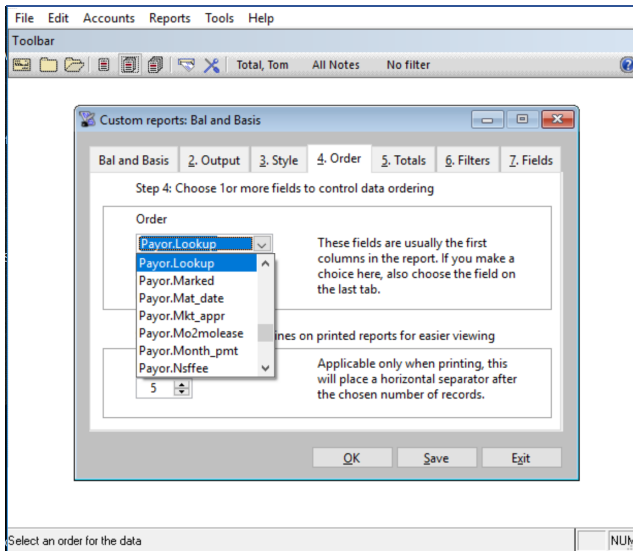 File Edit Accounts Reports Tools Help
Toolbar
Total, Tom All Notes No filter
Custom reports: Bal and Basis
Bal and Basis 2. Output 3. Style 4. Order 5. Totals 6. Filters 7. Fields
Step 4: Choose 1or more fields to control data ordering
Order
Payor.Lookup
Payor.Lookup
Payor.Marked
Payor.Mat_date
Payor.Mkt_appr
Payor.Mo2molease
Payor.Month_pmt
Payor.Nsffee
These fields are usually the first
columns in the report. If you make a
choice here, also choose the field on
the last tab.
ines on printed reports for easier viewing
5
Applicable only when printing, this
will place a horizontal separator after
the chosen number of records.
OK Save Exit
Select an order for the data
NUM